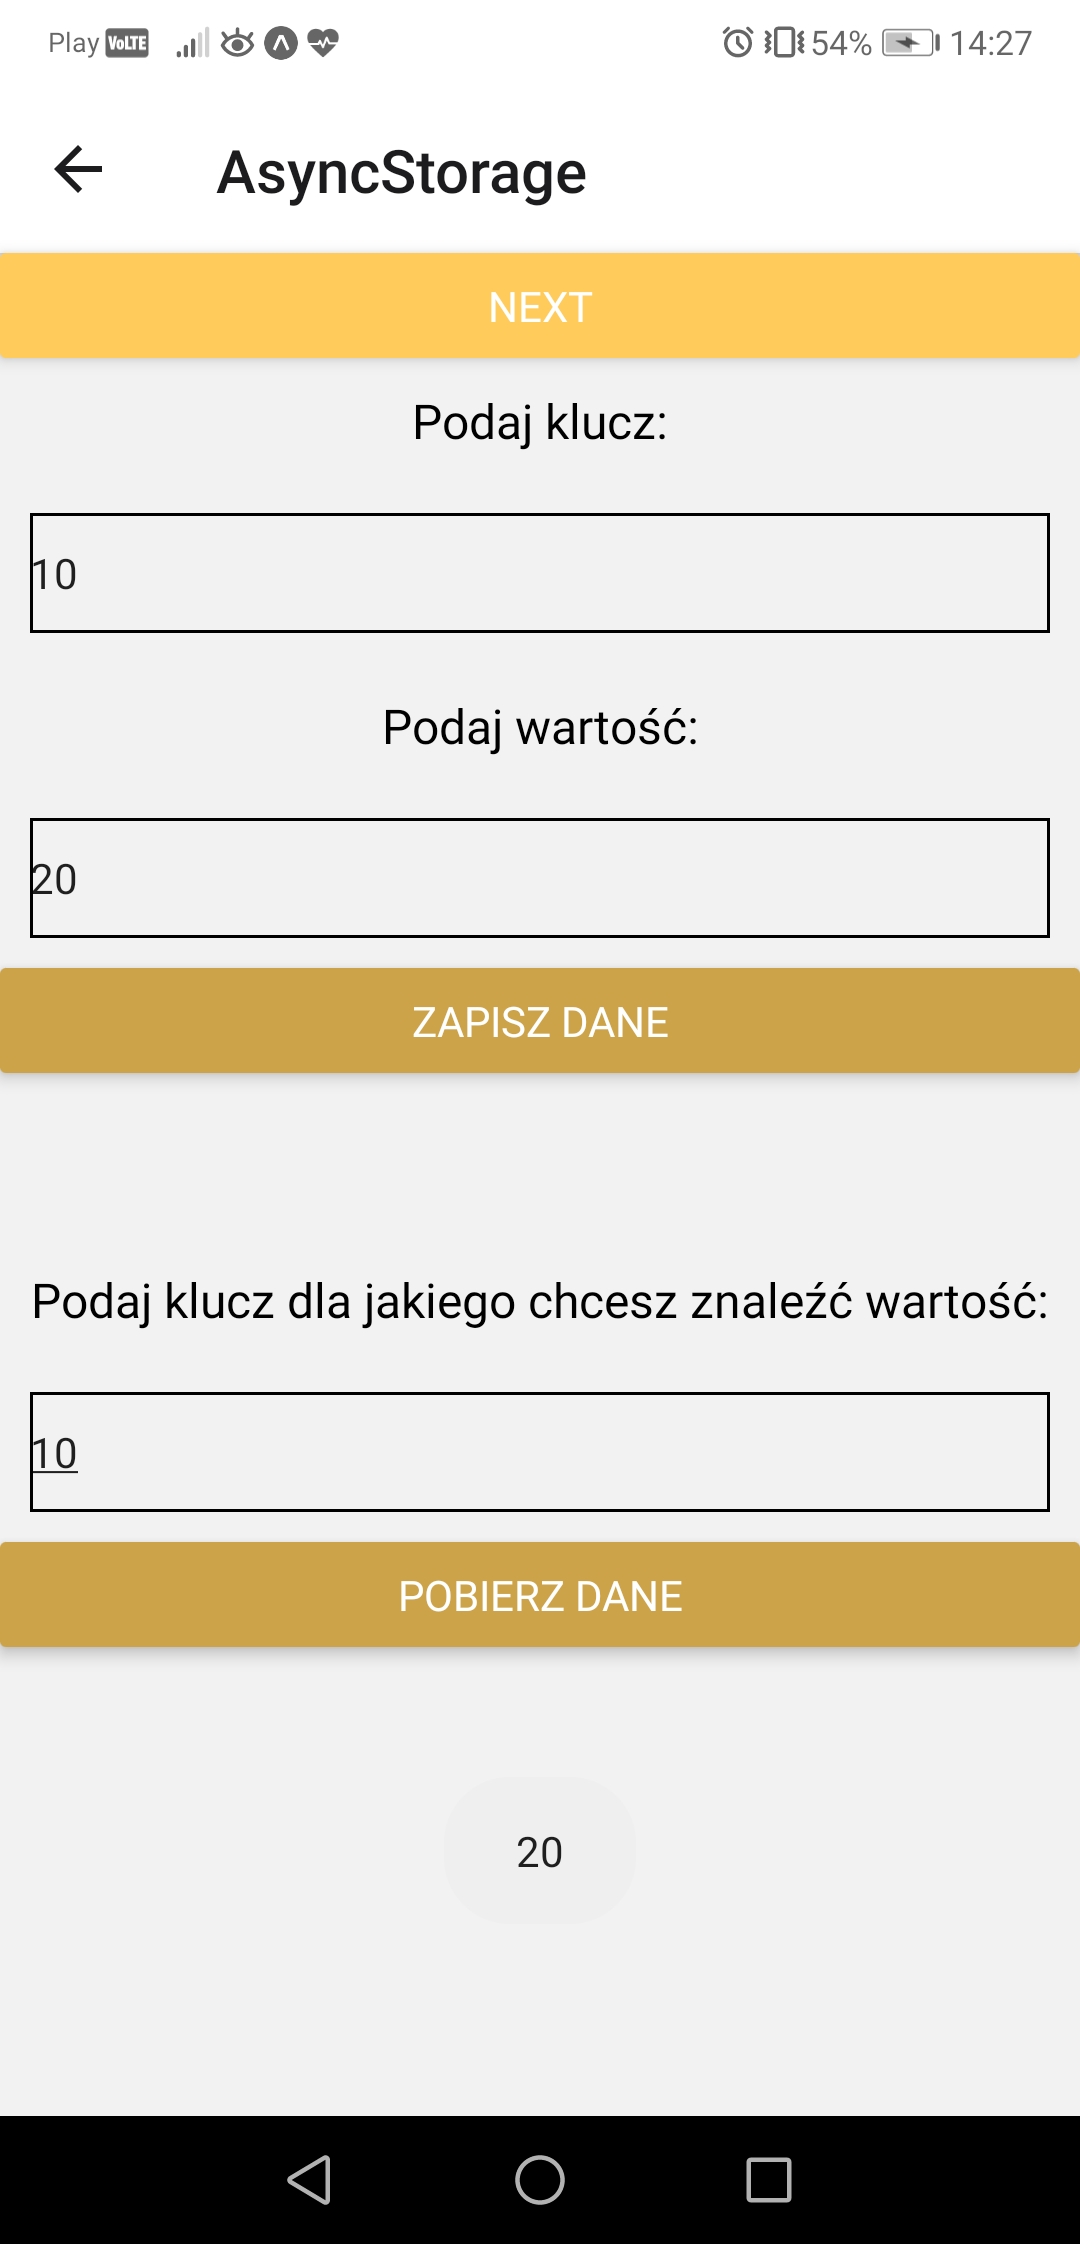 Play VoLTE 54% 14:27
AsyncStorage
NEXT
Podaj klucz:
10
Podaj wartość:
20
ZAPISZ DANE
Podaj klucz dla jakiego chcesz znaleźć wartość:
10
POBIERZ DANE
20